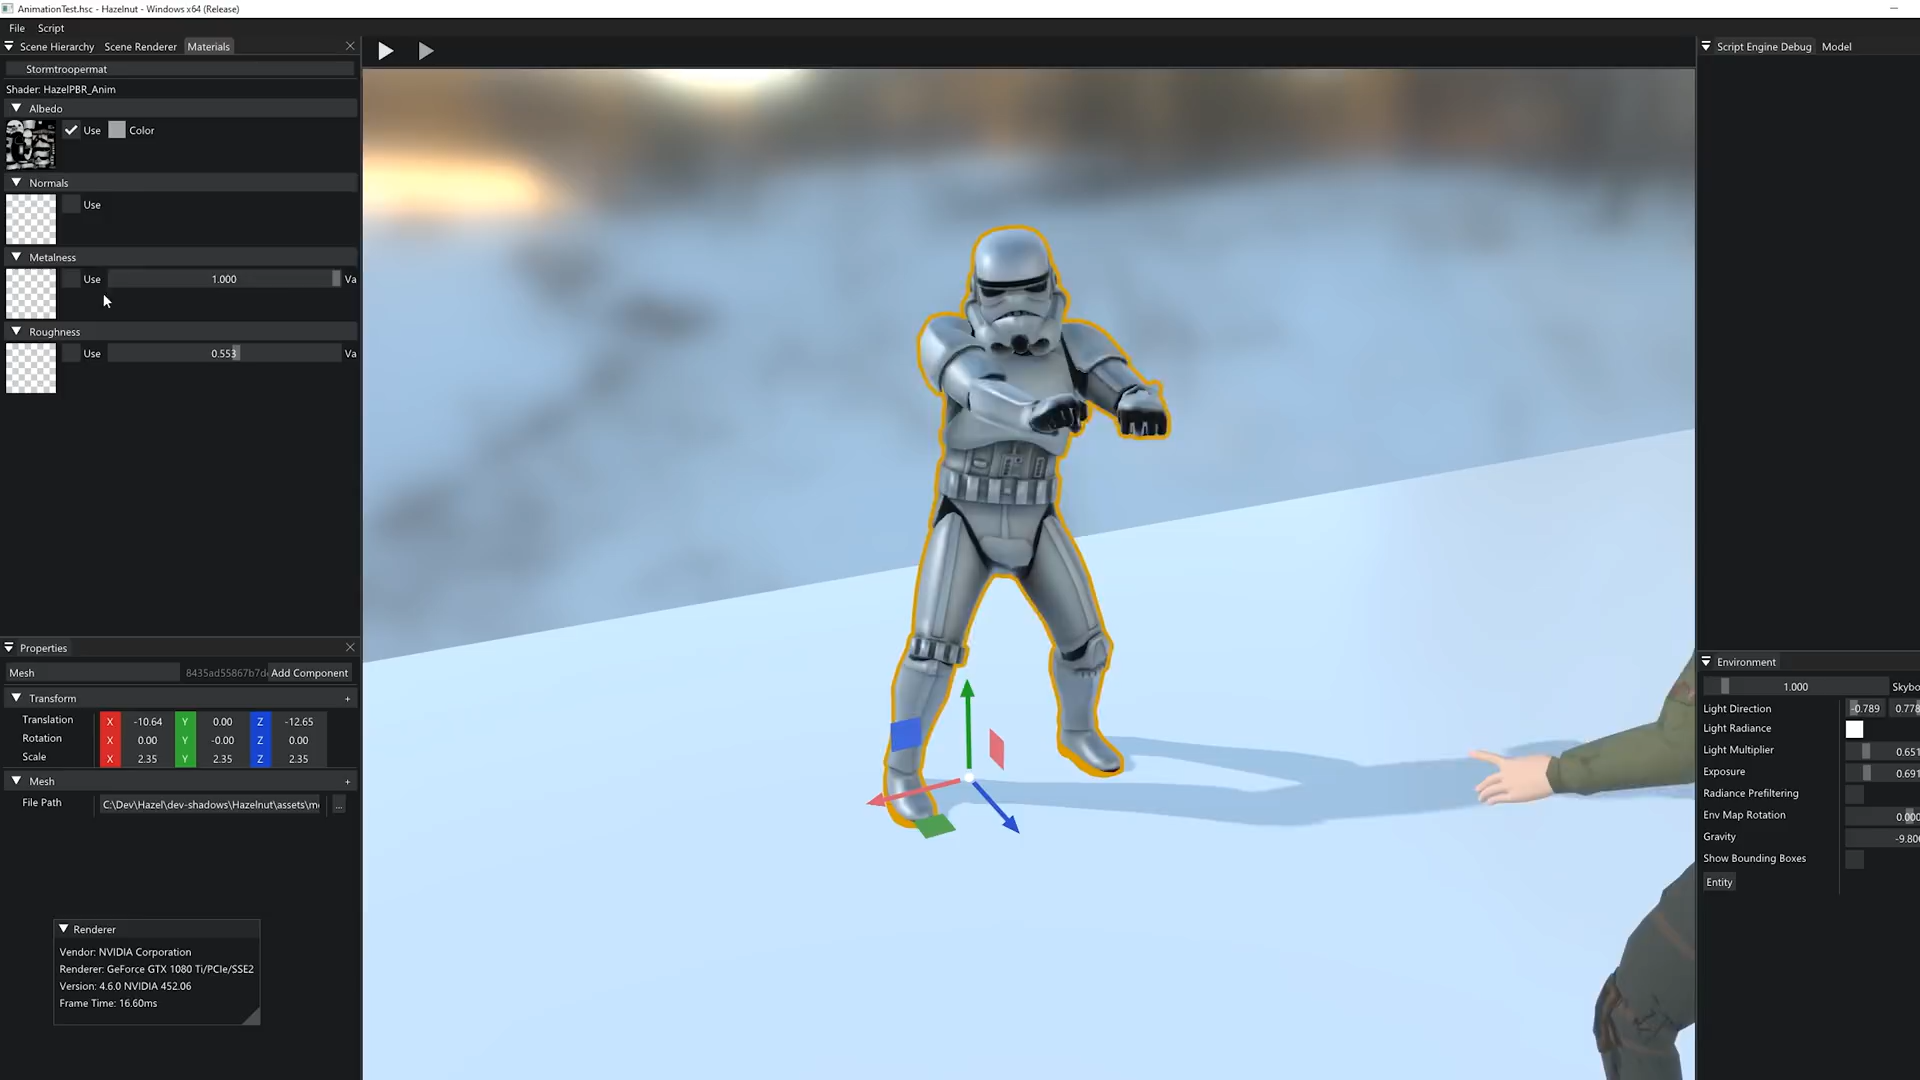 AnimationTest.hsc - Hazelnut - Windows x64 (Release)
File Script
Scene Hierarchy Scene Renderer Materials
Stormtroopermat
Shader: HazelPBR_Anim
Albedo
Use Color
Normals
Use
Metalness
Use 1.000 Va
Roughness
Use 0.553 Va
Properties
Mesh 8435ad55867b7d Add Component
Transform +
Translation X -10.64 Y 0.00 Z -12.65
Rotation X 0.00 Y -0.00 Z 0.00
Scale X 2.35 Y 2.35 Z 2.35
Mesh +
File Path C:\Dev\Hazel\dev-shadows\Hazelnut\assets\m ...
Renderer
Vendor: NVIDIA Corporation
Renderer: GeForce GTX 1080 Ti/PCIe/SSE2
Version: 4.6.0 NVIDIA 452.06
Frame Time: 16.60ms
Script Engine Debug Model
Environment
1.000 Skybo
Light Direction -0.789 0.778
Light Radiance
Light Multiplier 0.651
Exposure 0.691
Radiance Prefiltering
Env Map Rotation 0.000
Gravity -9.80
Show Bounding Boxes
Entity